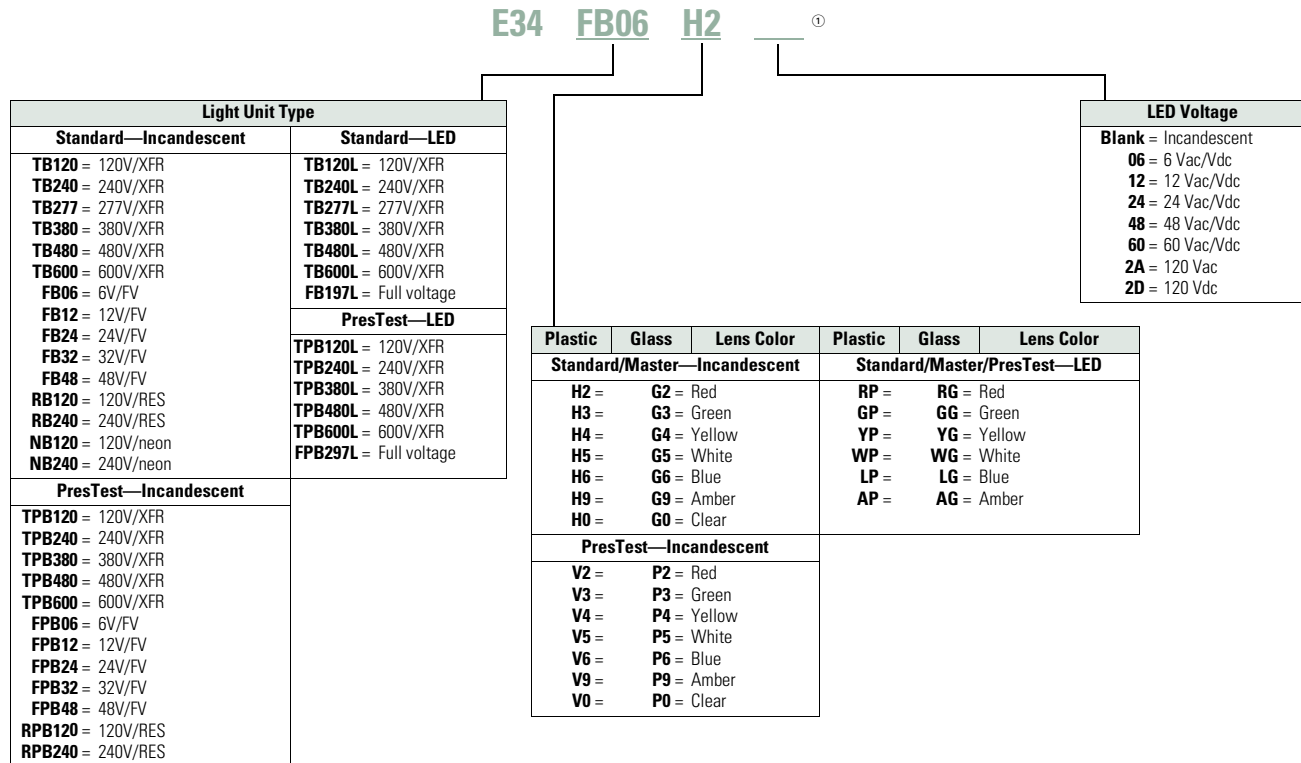 E34 FB06 H2 ___ ①
Light Unit Type
Standard—Incandescent
TB120 = 120V/XFR
TB240 = 240V/XFR
TB277 = 277V/XFR
TB380 = 380V/XFR
TB480 = 480V/XFR
TB600 = 600V/XFR
FB06 = 6V/FV
FB12 = 12V/FV
FB24 = 24V/FV
FB32 = 32V/FV
FB48 = 48V/FV
RB120 = 120V/RES
RB240 = 240V/RES
NB120 = 120V/neon
NB240 = 240V/neon
PresTest—Incandescent
TPB120 = 120V/XFR
TPB240 = 240V/XFR
TPB380 = 380V/XFR
TPB480 = 480V/XFR
TPB600 = 600V/XFR
FPB06 = 6V/FV
FPB12 = 12V/FV
FPB24 = 24V/FV
FPB32 = 32V/FV
FPB48 = 48V/FV
RPB120 = 120V/RES
RPB240 = 240V/RES
Standard—LED
TB120L = 120V/XFR
TB240L = 240V/XFR
TB277L = 277V/XFR
TB380L = 380V/XFR
TB480L = 480V/XFR
TB600L = 600V/XFR
FB197L = Full voltage
PresTest—LED
TPB120L = 120V/XFR
TPB240L = 240V/XFR
TPB380L = 380V/XFR
TPB480L = 480V/XFR
TPB600L = 600V/XFR
FPB297L = Full voltage
Plastic Glass Lens Color
Standard/Master—Incandescent
H2 = G2 = Red
H3 = G3 = Green
H4 = G4 = Yellow
H5 = G5 = White
H6 = G6 = Blue
H9 = G9 = Amber
H0 = G0 = Clear
PresTest—Incandescent
V2 = P2 = Red
V3 = P3 = Green
V4 = P4 = Yellow
V5 = P5 = White
V6 = P6 = Blue
V9 = P9 = Amber
V0 = P0 = Clear
Plastic Glass Lens Color
Standard/Master/PresTest—LED
RP = RG = Red
GP = GG = Green
YP = YG = Yellow
WP = WG = White
LP = LG = Blue
AP = AG = Amber
LED Voltage
Blank = Incandescent
06 = 6 Vac/Vdc
12 = 12 Vac/Vdc
24 = 24 Vac/Vdc
48 = 48 Vac/Vdc
60 = 60 Vac/Vdc
2A = 120 Vac
2D = 120 Vdc